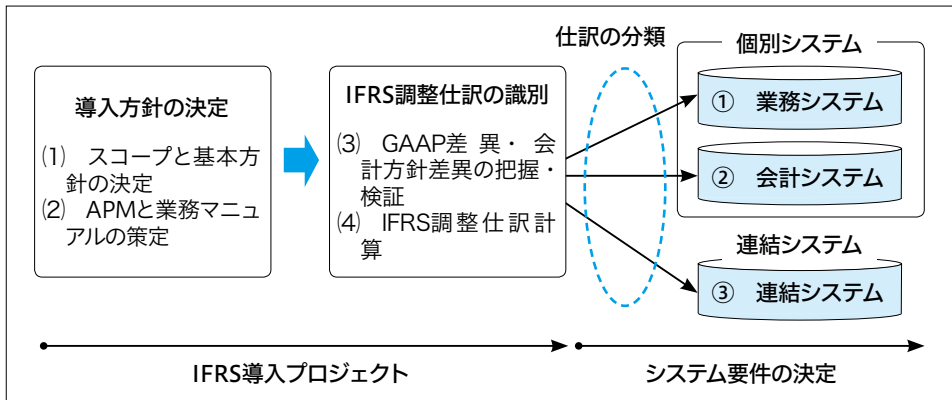 仕訳の分類
個別システム
① 業務システム
② 会計システム
連結システム
③ 連結システム
導入方針の決定
⑴ スコープと基本方
針の決定
⑵ APMと業務マニュ
アルの策定
IFRS調整仕訳の識別
⑶ GAAP差異・会
計方針差異の把握・
検証
⑷ IFRS調整仕訳計
算
IFRS導入プロジェクト
システム要件の決定